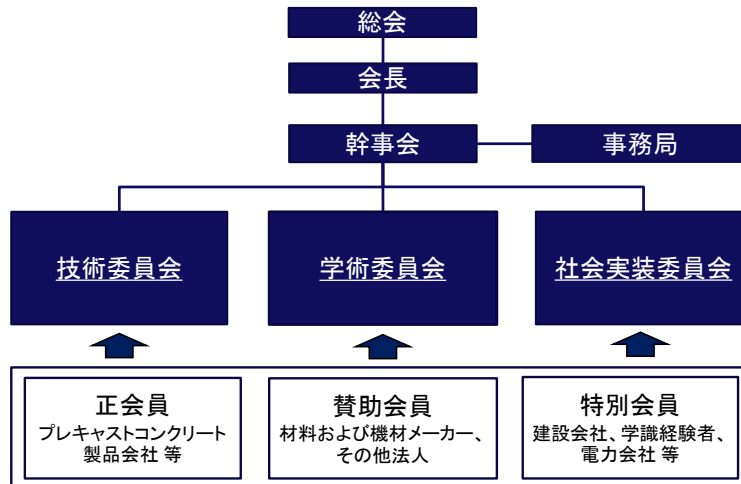 総会
会長
幹事会
事務局
技術委員会
学術委員会
社会実装委員会
正会員
プレキャストコンクリート
製品会社 等
賛助会員
材料および機材メーカー、
その他法人
特別会員
建設会社、学識経験者、
電力会社 等